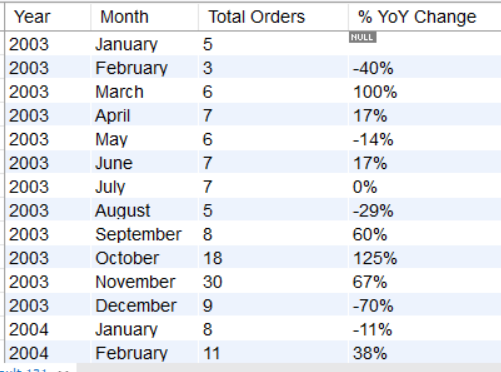 Year Month Total Orders % YoY Change
2003 January 5 NULL
2003 February 3 -40%
2003 March 6 100%
2003 April 7 17%
2003 May 6 -14%
2003 June 7 17%
2003 July 7 0%
2003 August 5 -29%
2003 September 8 60%
2003 October 18 125%
2003 November 30 67%
2003 December 9 -70%
2004 January 8 -11%
2004 February 11 38%